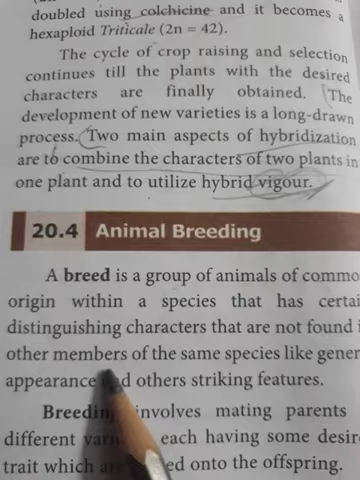 doubled using colchicine and it becomes a
hexaploid Triticale (2n = 42).
The cycle of crop raising and selection
continues till the plants with the desired
characters are finally obtained. The
development of new varieties is a long-drawn
process. Two main aspects of hybridization
are to combine the characters of two plants in
one plant and to utilize hybrid vigour.
20.4 Animal Breeding
A breed is a group of animals of commo
origin within a species that has certai
distinguishing characters that are not found i
other members of the same species like gener
appearance and others striking features.
Breeding involves mating parents
different each having some desir
trait which are onto the offspring.